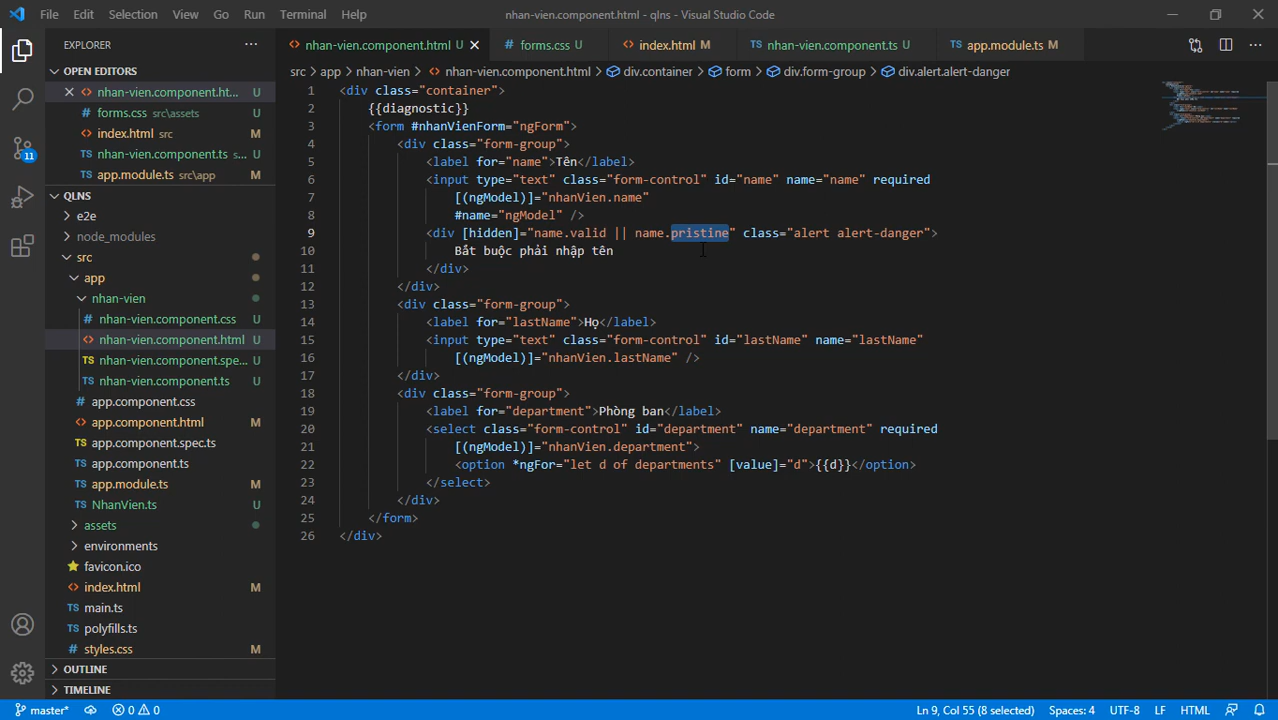 File Edit Selection View Go Run Terminal Help nhan-vien.component.html - qlns - Visual Studio Code
EXPLORER
nhan-vien.component.html U
forms.css U
index.html M
TS nhan-vien.component.ts U
TS app.module.ts M
src > app > nhan-vien > nhan-vien.component.html > div.container > form > div.form-group > div.alert.alert-danger
OPEN EDITORS
nhan-vien.component.ht... U
# forms.css src\assets U
index.html src M
TS nhan-vien.component.ts s... U
TS app.module.ts src\app M
QLNS
e2e
node_modules
src
app
nhan-vien
# nhan-vien.component.css U
nhan-vien.component.html U
TS nhan-vien.component.spe... U
TS nhan-vien.component.ts U
# app.component.css
app.component.html M
TS app.component.spec.ts
TS app.component.ts
TS app.module.ts M
TS NhanVien.ts U
assets
environments
favicon.ico
index.html M
TS main.ts
TS polyfills.ts
# styles.css M
OUTLINE
TIMELINE
11
1 <div class="container">
2 {{diagnostic}}
3 <form #nhanVienForm="ngForm">
4 <div class="form-group">
5 <label for="name">Tên</label>
6 <input type="text" class="form-control" id="name" name="name" required
7 [(ngModel)]="nhanVien.name"
8 #name="ngModel" />
9 <div [hidden]="name.valid || name.pristine" class="alert alert-danger">
10 Bắt buộc phải nhập tên
11 </div>
12 </div>
13 <div class="form-group">
14 <label for="lastName">Họ</label>
15 <input type="text" class="form-control" id="lastName" name="lastName"
16 [(ngModel)]="nhanVien.lastName" />
17 </div>
18 <div class="form-group">
19 <label for="department">Phòng ban</label>
20 <select class="form-control" id="department" name="department" required
21 [(ngModel)]="nhanVien.department">
22 <option *ngFor="let d of departments" [value]="d">{{d}}</option>
23 </select>
24 </div>
25 </form>
26 </div>
master* 0 0 Ln 9, Col 55 (8 selected) Spaces: 4 UTF-8 LF HTML